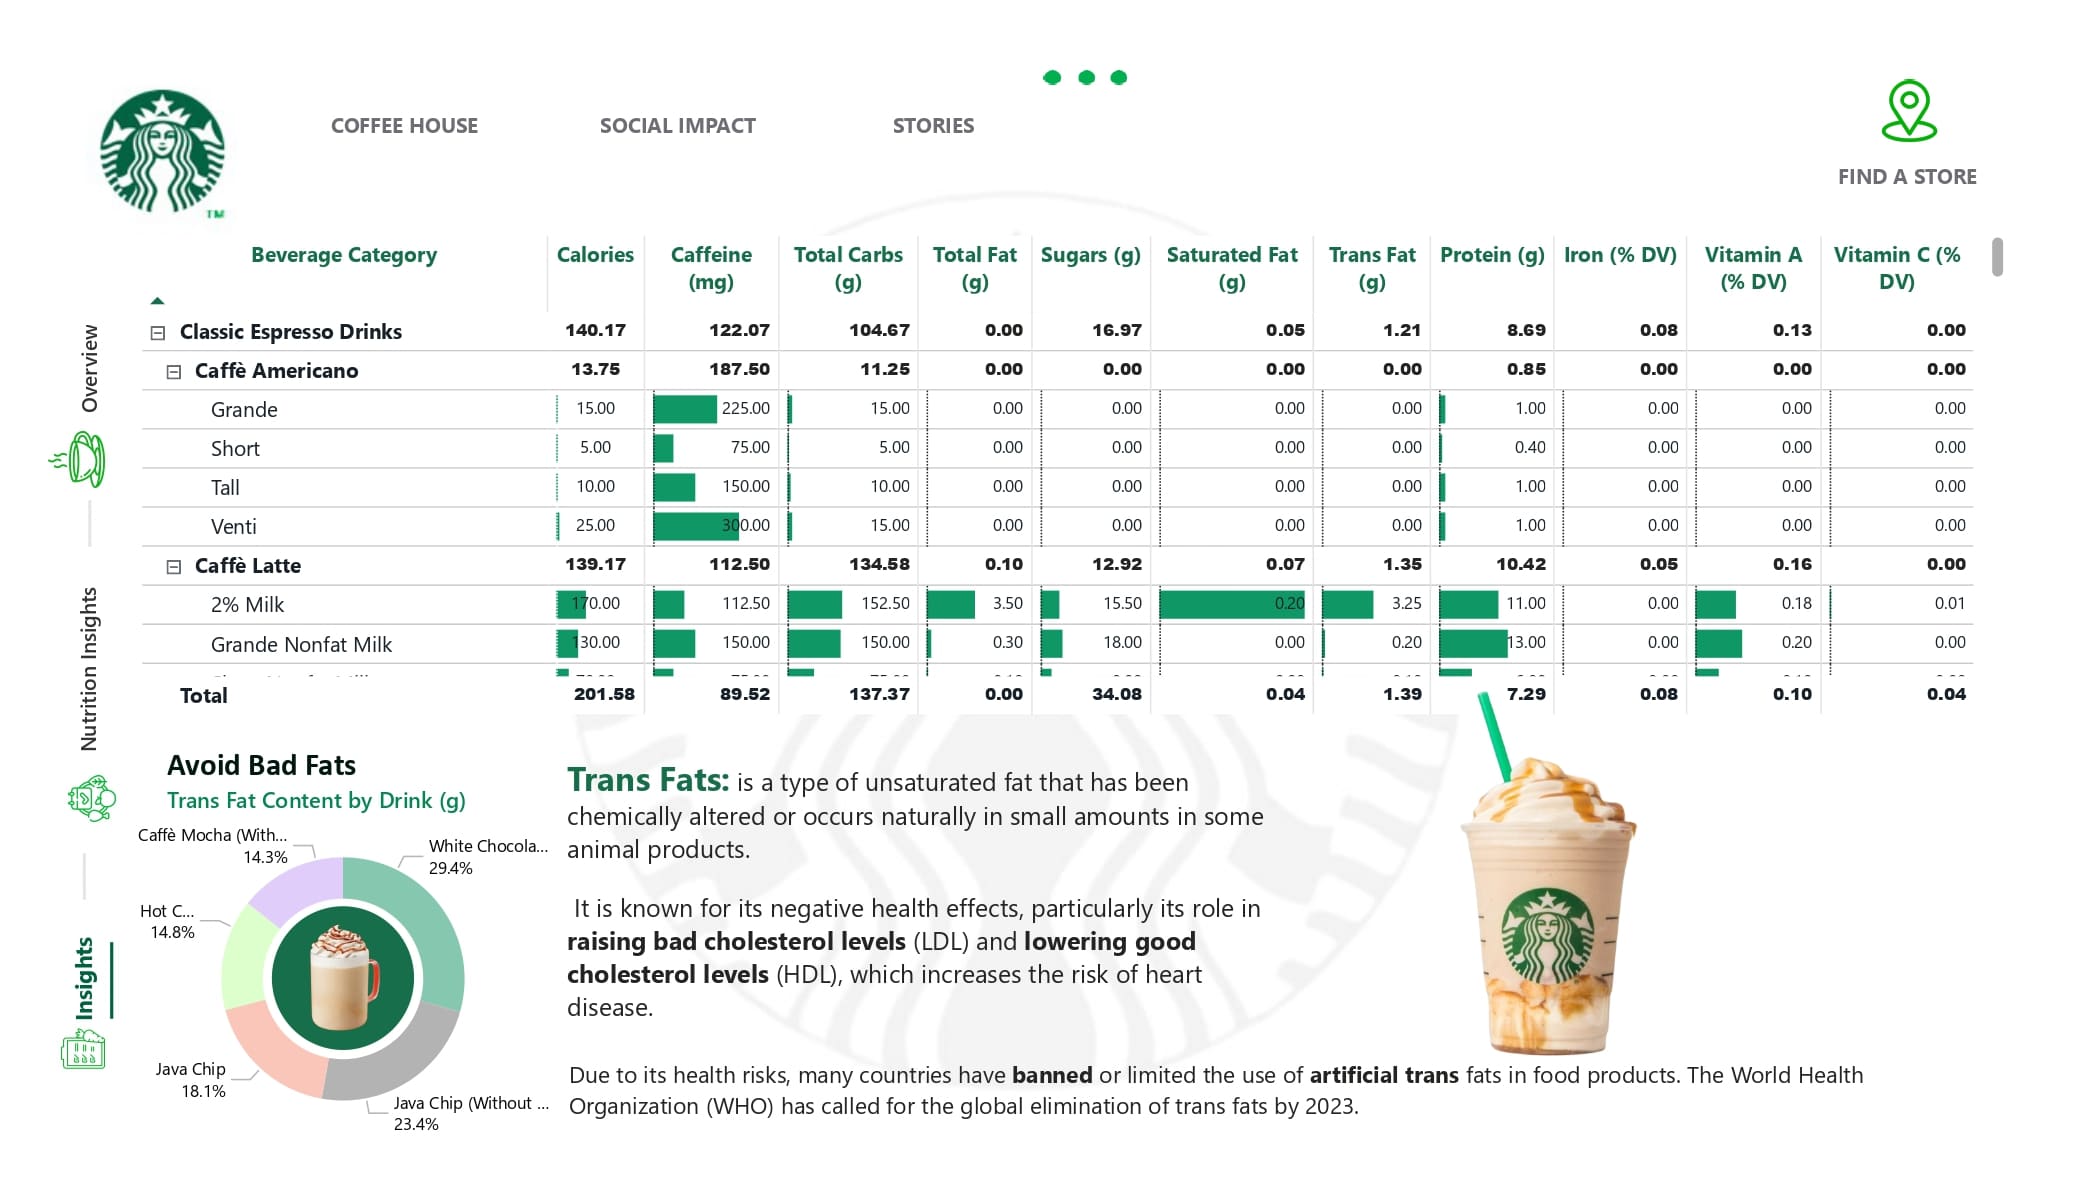 COFFEE HOUSE SOCIAL IMPACT STORIES
FIND A STORE
TM
Overview
Nutrition Insights
Insights
Beverage Category Calories Caffeine (mg) Total Carbs (g) Total Fat (g) Sugars (g) Saturated Fat (g) Trans Fat (g) Protein (g) Iron (% DV) Vitamin A (% DV) Vitamin C (% DV)
Classic Espresso Drinks 140.17 122.07 104.67 0.00 16.97 0.05 1.21 8.69 0.08 0.13 0.00
Caffè Americano 13.75 187.50 11.25 0.00 0.00 0.00 0.00 0.85 0.00 0.00 0.00
Grande 15.00 225.00 15.00 0.00 0.00 0.00 0.00 1.00 0.00 0.00 0.00
Short 5.00 75.00 5.00 0.00 0.00 0.00 0.00 0.40 0.00 0.00 0.00
Tall 10.00 150.00 10.00 0.00 0.00 0.00 0.00 1.00 0.00 0.00 0.00
Venti 25.00 300.00 15.00 0.00 0.00 0.00 0.00 1.00 0.00 0.00 0.00
Caffè Latte 139.17 112.50 134.58 0.10 12.92 0.07 1.35 10.42 0.05 0.16 0.00
2% Milk 170.00 112.50 152.50 3.50 15.50 0.20 3.25 11.00 0.00 0.18 0.01
Grande Nonfat Milk 130.00 150.00 150.00 0.30 18.00 0.00 0.20 13.00 0.00 0.20 0.00
Total 201.58 89.52 137.37 0.00 34.08 0.04 1.39 7.29 0.08 0.10 0.04
Avoid Bad Fats
Trans Fat Content by Drink (g)
Caffè Mocha (With...
14.3%
White Chocola...
29.4%
Hot C...
14.8%
Java Chip
18.1%
Java Chip (Without ...
23.4%
Trans Fats: is a type of unsaturated fat that has been
chemically altered or occurs naturally in small amounts in some
animal products.
It is known for its negative health effects, particularly its role in
raising bad cholesterol levels (LDL) and lowering good
cholesterol levels (HDL), which increases the risk of heart
disease.
Due to its health risks, many countries have banned or limited the use of artificial trans fats in food products. The World Health
Organization (WHO) has called for the global elimination of trans fats by 2023.